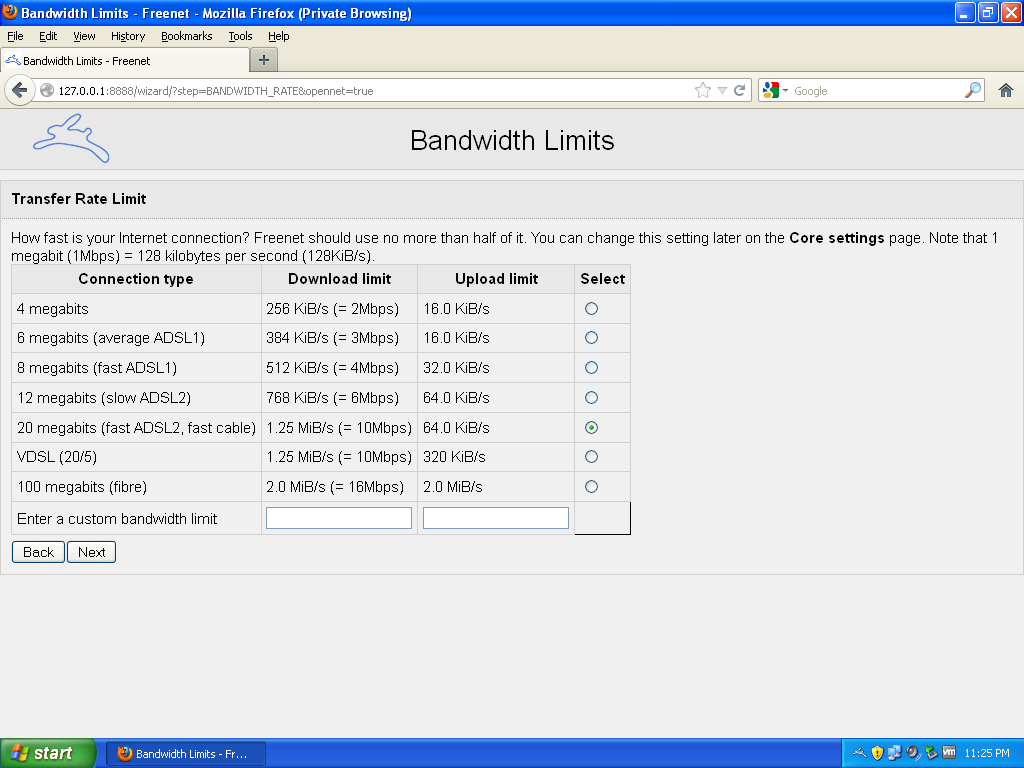 Bandwidth Limits - Freenet - Mozilla Firefox (Private Browsing)
File Edit View History Bookmarks Tools Help
Bandwidth Limits - Freenet
127.0.0.1:8888/wizard/?step=BANDWIDTH_RATE&opennet=true
Google
Bandwidth Limits
Transfer Rate Limit
How fast is your Internet connection? Freenet should use no more than half of it. You can change this setting later on the Core settings page. Note that 1
megabit (1Mbps) = 128 kilobytes per second (128KiB/s).
Connection type Download limit Upload limit Select
4 megabits 256 KiB/s (= 2Mbps) 16.0 KiB/s
6 megabits (average ADSL1) 384 KiB/s (= 3Mbps) 16.0 KiB/s
8 megabits (fast ADSL1) 512 KiB/s (= 4Mbps) 32.0 KiB/s
12 megabits (slow ADSL2) 768 KiB/s (= 6Mbps) 64.0 KiB/s
20 megabits (fast ADSL2, fast cable) 1.25 MiB/s (= 10Mbps) 64.0 KiB/s
VDSL (20/5) 1.25 MiB/s (= 10Mbps) 320 KiB/s
100 megabits (fibre) 2.0 MiB/s (= 16Mbps) 2.0 MiB/s
Enter a custom bandwidth limit
Back Next
start Bandwidth Limits - Fr... vm 11:25 PM